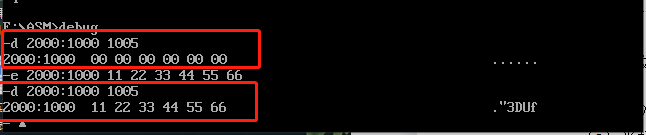 E:\ASM>debug
-d 2000:1000 1005
2000:1000  00 00 00 00 00 00                               ......
-e 2000:1000 11 22 33 44 55 66
-d 2000:1000 1005
2000:1000  11 22 33 44 55 66                               ."3DUf
-